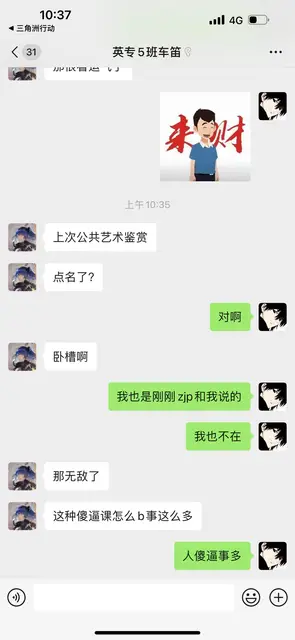 10:37
4G
三角洲行动
31
英专5班车笛
来财
上午10:35
上次公共艺术鉴赏
点名了?
对啊
卧槽啊
我也是刚刚zjp和我说的
我也不在
那无敌了
这种傻逼课怎么b事这么多
人傻逼事多